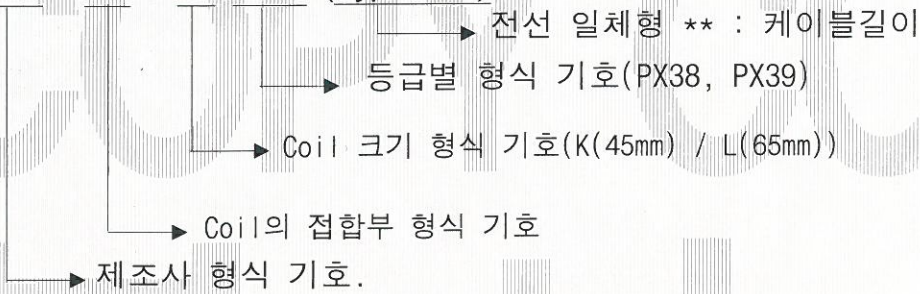 전선 일체형 ** : 케이블길이
등급별 형식 기호(PX38, PX39)
Coil 크기 형식 기호(K(45mm) / L(65mm))
Coil의 접합부 형식 기호
제조사 형식 기호.